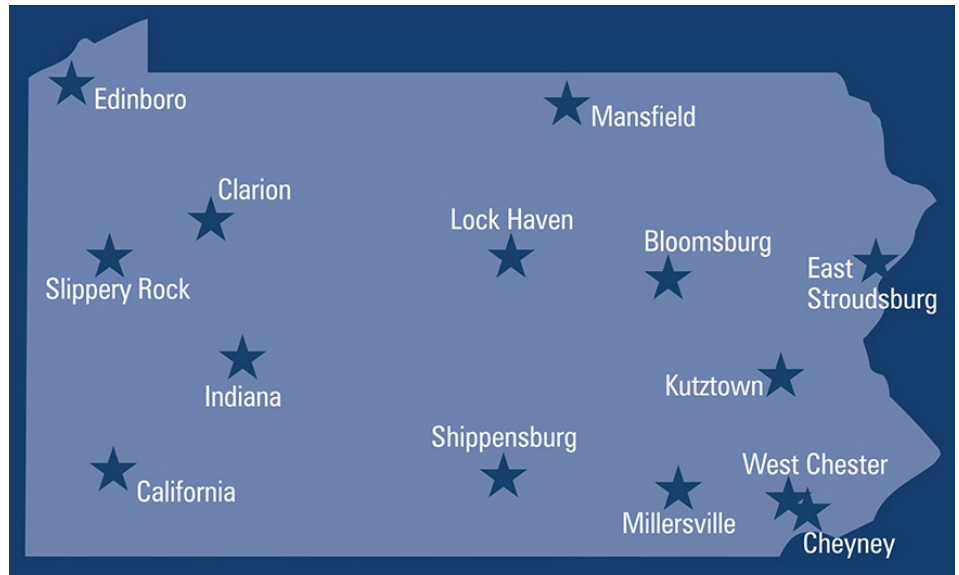 Edinboro
Mansfield
Clarion
Lock Haven
Bloomsburg
East
Stroudsburg
Slippery Rock
Indiana
Kutztown
Shippensburg
West Chester
California
Millersville
Cheyney